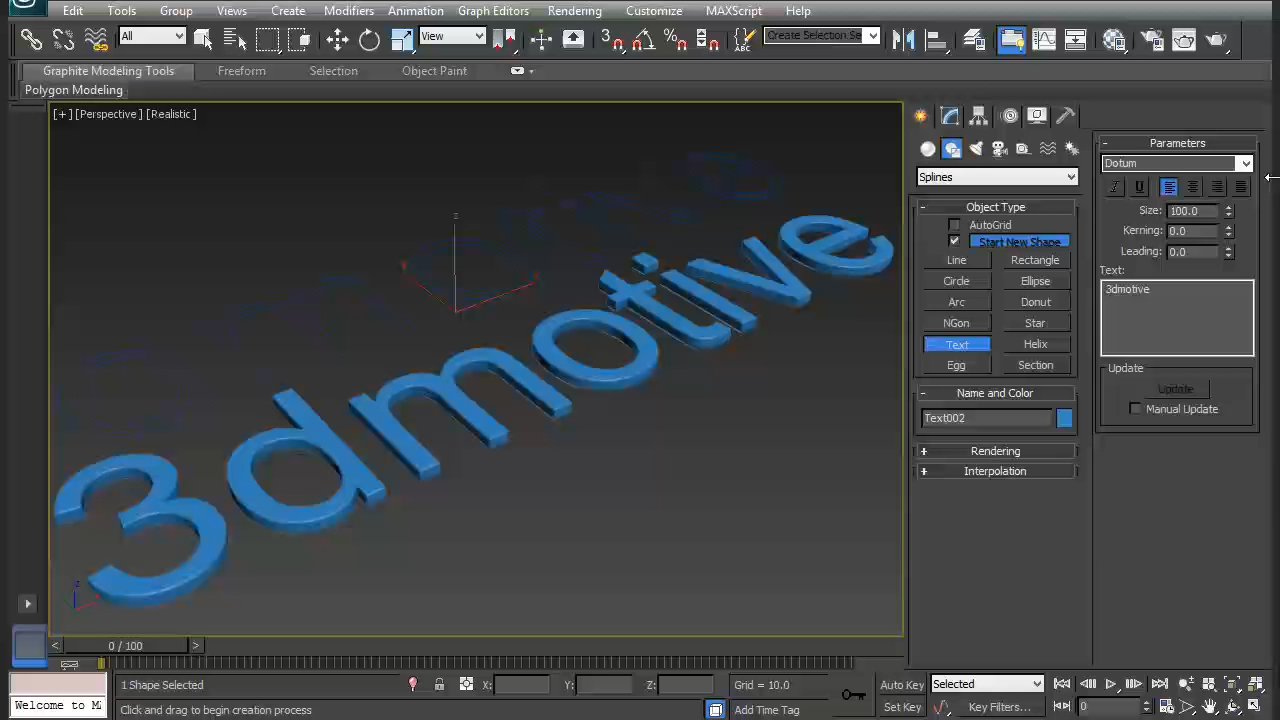 Edit Tools Group Views Create Modifiers Animation Graph Editors Rendering Customize MAXScript Help
All View Create Selection Se
Graphite Modeling Tools Freeform Selection Object Paint
Polygon Modeling
[+] [Perspective] [Realistic]
3dmotive
z
z
Splines
- Object Type
AutoGrid
Start New Shape
Line Rectangle
Circle Ellipse
Arc Donut
NGon Star
Text Helix
Egg Section
- Name and Color
Text002
+ Rendering
+ Interpolation
- Parameters
Dotum
I U
Size: 100.0
Kerning: 0.0
Leading: 0.0
Text:
3dmotive
Update
Update
Manual Update
< 0 / 100 >
1 Shape Selected X: Y: Z: Grid = 10.0 Auto Key Selected
Welcome to M Click and drag to begin creation process Add Time Tag Set Key Key Filters... 0